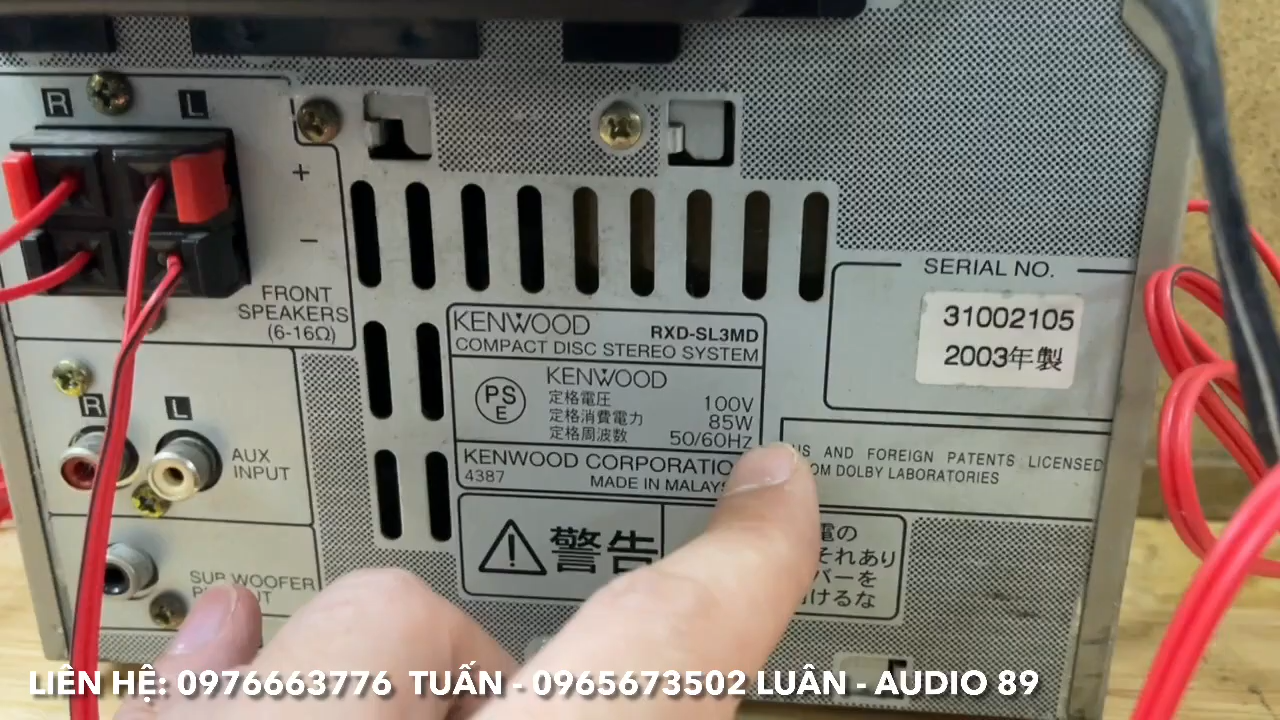 R L
+
−
FRONT
SPEAKERS
(6-16Ω)
R L
AUX
INPUT
SUB WOOFER
KENWOOD RXD-SL3MD
COMPACT DISC STEREO SYSTEM
PS
E
KENWOOD
定格電圧 100V
定格消費電力 85W
定格周波数 50/60Hz
KENWOOD CORPORATIO
4387 MADE IN MALAYS
SERIAL NO.
31002105
2003年製
AND FOREIGN PATENTS LICENSED
DOLBY LABORATORIES
警告
電の
それあり
バーを
けるな
LIÊN HỆ: 0976663776 TUẤN - 0965673502 LUÂN - AUDIO 89